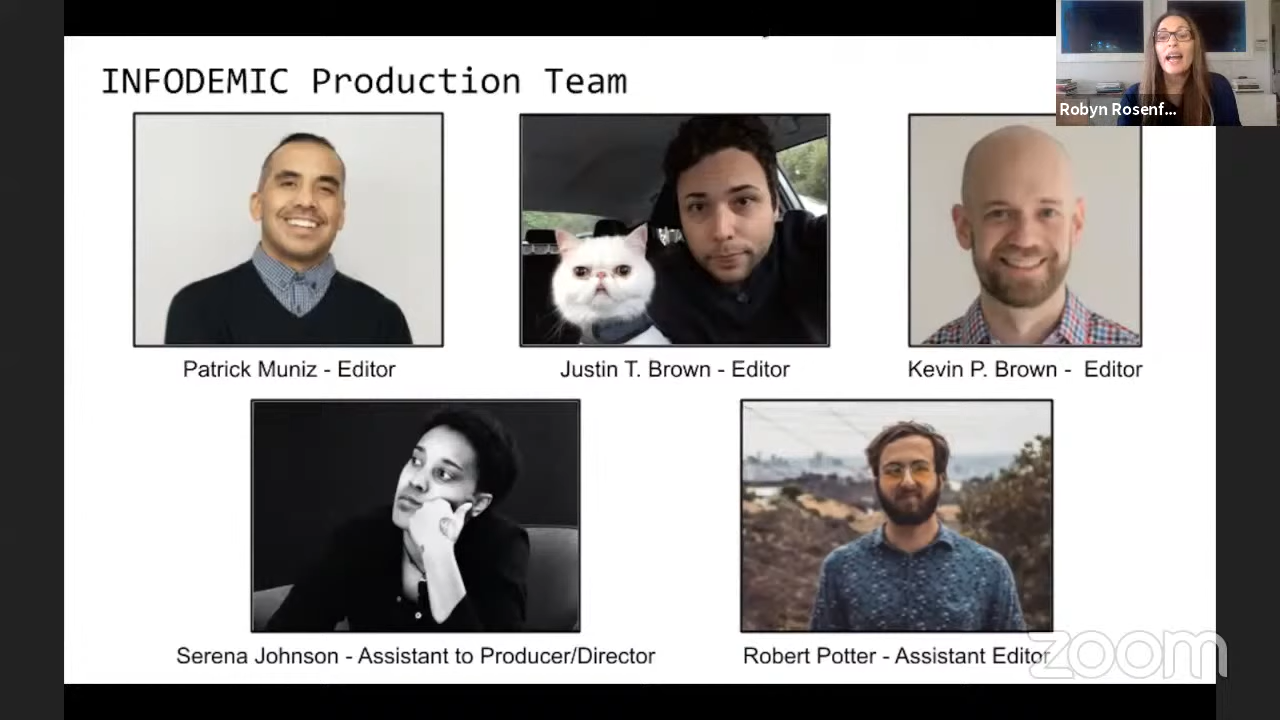 INFODEMIC Production Team
Robyn Rosenf...
Patrick Muniz - Editor
Justin T. Brown - Editor
Kevin P. Brown - Editor
Serena Johnson - Assistant to Producer/Director
Robert Potter - Assistant Editor
zoom